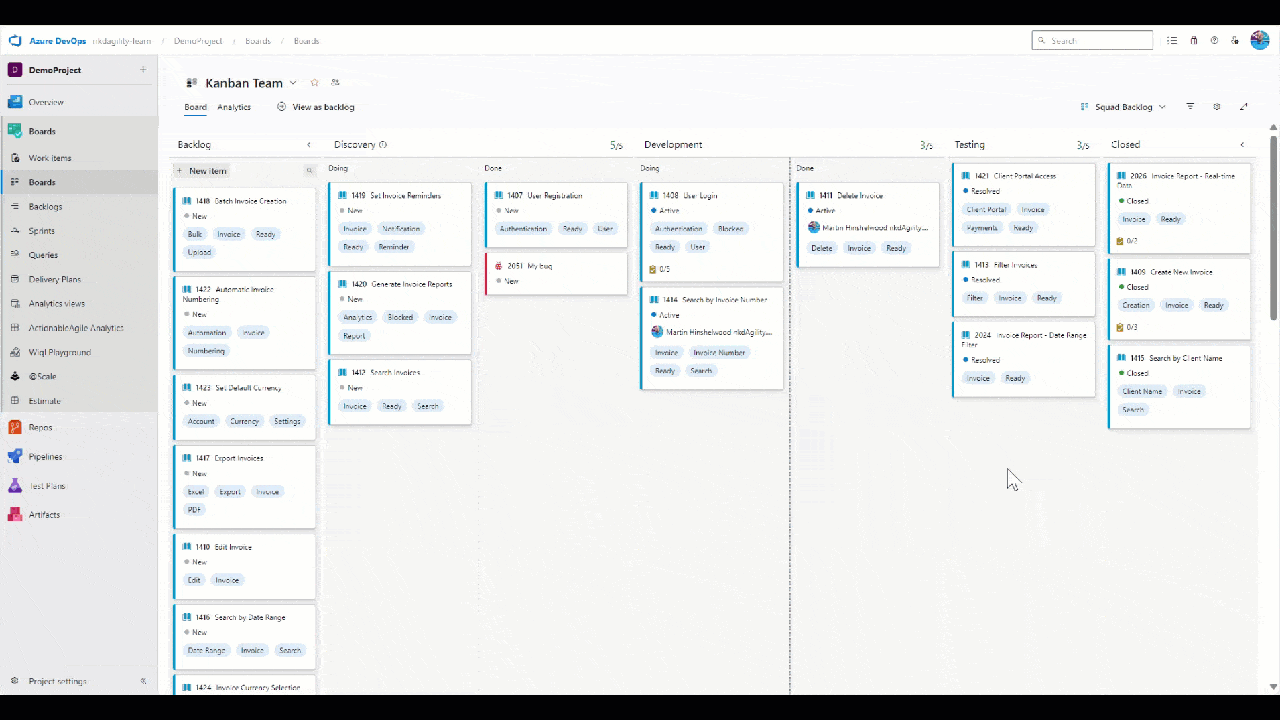 Azure DevOps nkdagility-team / DemoProject / Boards / Boards
Search
DemoProject
Overview
Boards
Work items
Boards
Backlogs
Sprints
Queries
Delivery Plans
Analytics views
ActionableAgile Analytics
Wiql Playground
@Scale
Estimate
Repos
Pipelines
Test Plans
Artifacts
Project settings
Kanban Team
Board Analytics View as backlog
Squad Backlog
Backlog
New item
1418 Batch Invoice Creation
New
Bulk Invoice Ready
Upload
1422 Automatic Invoice
Numbering
New
Automation Invoice
Numbering
1423 Set Default Currency
New
Account Currency Settings
1417 Export Invoices
New
Excel Export Invoice
PDF
1410 Edit Invoice
New
Edit Invoice
1416 Search by Date Range
New
Date Range Invoice Search
1424 Invoice Currency Selection
Discovery 5/5
Doing
1419 Set Invoice Reminders
New
Invoice Notification
Ready Reminder
1420 Generate Invoice Reports
New
Analytics Blocked Invoice
Report
1412 Search Invoices
New
Invoice Ready Search
Done
1407 User Registration
New
Authentication Ready User
2051 My bug
New
Development 3/5
Doing
1408 User Login
Active
Authentication Blocked
Ready User
0/5
1414 Search by Invoice Number
Active
Martin Hinshelwood nkdAgility....
Invoice Invoice Number
Ready Search
Done
1411 Delete Invoice
Active
Martin Hinshelwood nkdAgility....
Delete Invoice Ready
Testing 3/5
1421 Client Portal Access
Resolved
Client Portal Invoice
Payments Ready
1413 Filter Invoices
Resolved
Filter Invoice Ready
2024 Invoice Report - Date Range
Filter
Resolved
Invoice Ready
Closed
2026 Invoice Report - Real-time
Data
Closed
Invoice Ready
0/2
1409 Create New Invoice
Closed
Creation Invoice Ready
0/3
1415 Search by Client Name
Closed
Client Name Invoice
Search